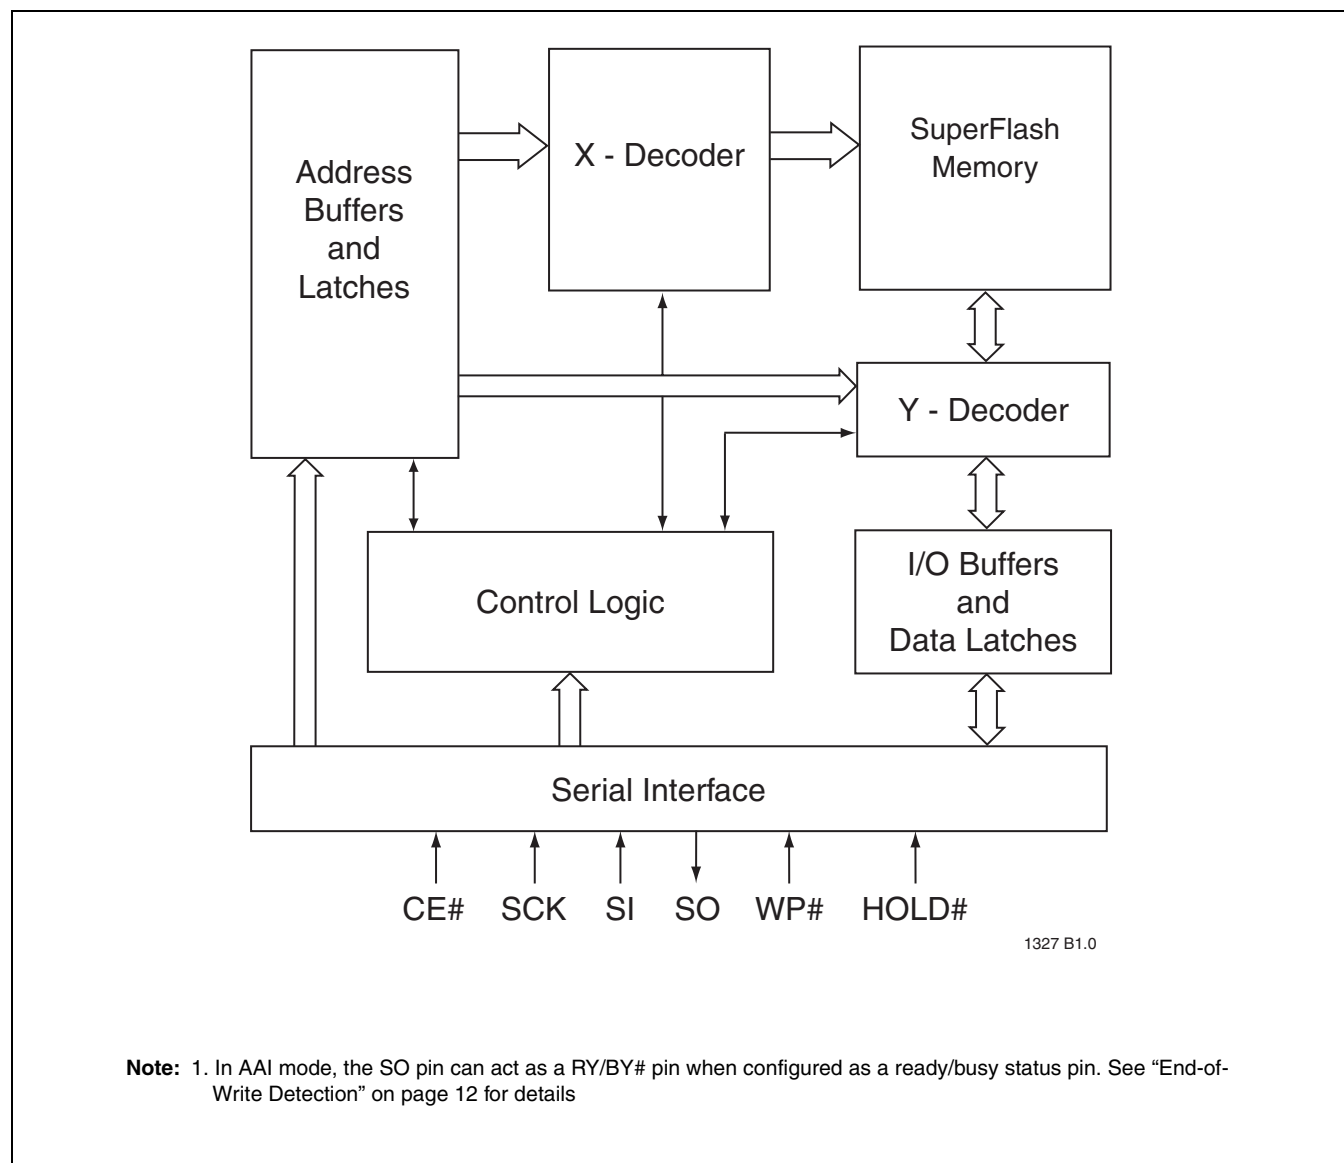 Address
Buffers
and
Latches
X - Decoder
SuperFlash
Memory
Y - Decoder
Control Logic
I/O Buffers
and
Data Latches
Serial Interface
CE# SCK SI SO WP# HOLD#
1327 B1.0
Note: 1. In AAI mode, the SO pin can act as a RY/BY# pin when configured as a ready/busy status pin. See “End-of-
Write Detection” on page 12 for details